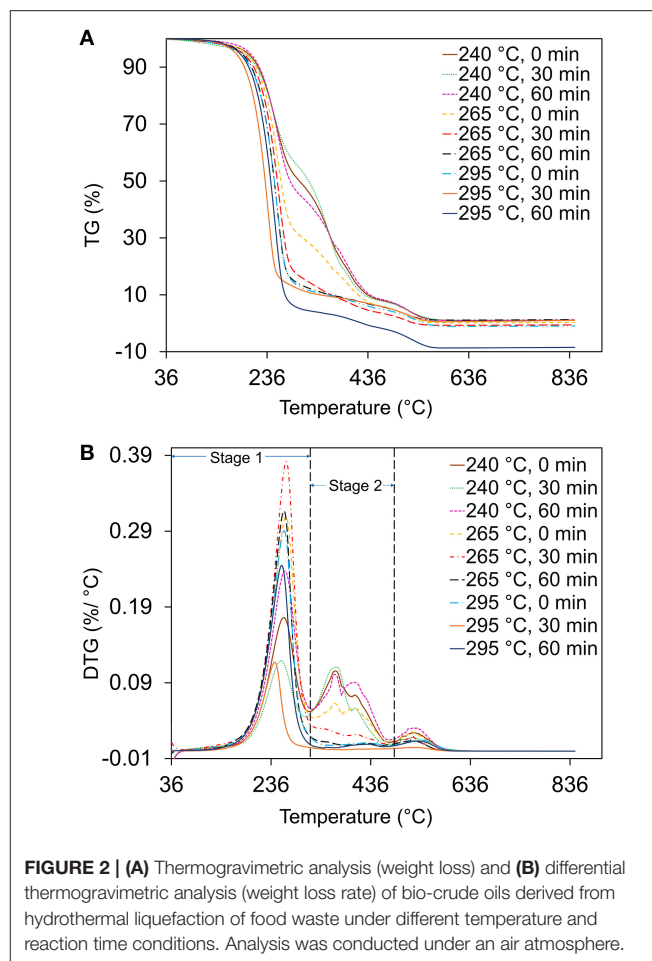 A
TG (%)
90
70
50
30
10
-10
240 °C, 0 min
240 °C, 30 min
240 °C, 60 min
265 °C, 0 min
265 °C, 30 min
265 °C, 60 min
295 °C, 0 min
295 °C, 30 min
295 °C, 60 min
36 236 436 636 836
Temperature (°C)
B
DTG (%/ °C)
0.39
0.29
0.19
0.09
-0.01
Stage 1
Stage 2
240 °C, 0 min
240 °C, 30 min
240 °C, 60 min
265 °C, 0 min
265 °C, 30 min
265 °C, 60 min
295 °C, 0 min
295 °C, 30 min
295 °C, 60 min
36 236 436 636 836
Temperature (°C)
FIGURE 2 | (A) Thermogravimetric analysis (weight loss) and (B) differential
thermogravimetric analysis (weight loss rate) of bio-crude oils derived from
hydrothermal liquefaction of food waste under different temperature and
reaction time conditions. Analysis was conducted under an air atmosphere.